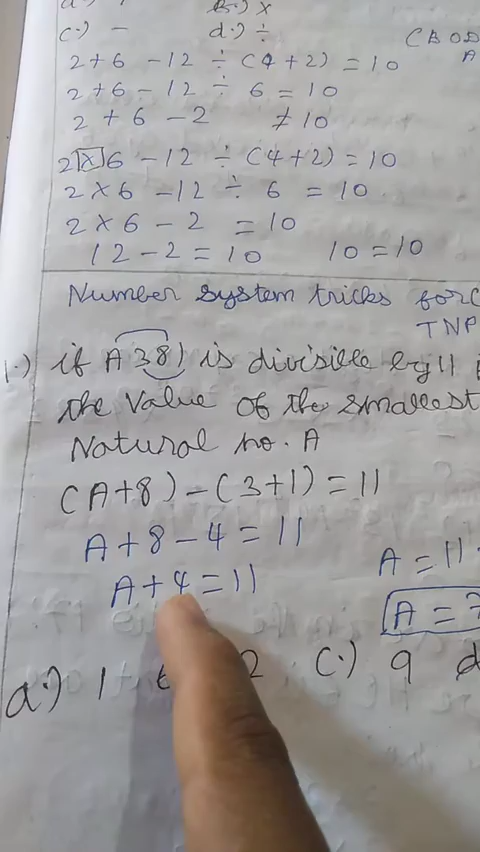 b.) x
c.) - d.) ÷
2+6 -12 ÷ (4+2) = 10
2+6 - 12 ÷ 6 = 10
2 + 6 - 2 ≠ 10
2 x 6 - 12 ÷ (4+2) = 10
2 x 6 - 12 ÷ 6 = 10
2 x 6 - 2 = 10
12 - 2 = 10 10 = 10
Number system tricks for
TNP
1.) if A381 is divisible by 11
the value of the smallest
Natural no. A
(A+8) - (3+1) = 11
A + 8 - 4 = 11
A + 4 = 11 A = 11
A = 7
a.) 1 2 c.) 9 d